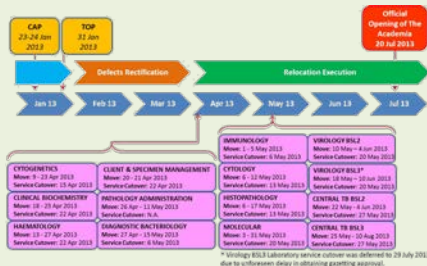 CAP
23-24 Jan
2013
TOP
31 Jan
2013
Official
Opening of The
Academia
20 Jul 2013
Defects Rectification
Relocation Execution
Jan 13
Feb 13
Mar 13
Apr 13
May 13
Jun 13
Jul 13
CYTOGENETICS
Move: 9 - 23 Apr 2013
Service Cutover: 15 Apr 2013
CLINICAL BIOCHEMISTRY
Move: 18 - 25 Apr 2013
Service Cutover: 22 Apr 2013
HAEMATOLOGY
Move: 18 - 27 Apr 2013
Service Cutover: 22 Apr 2013
CLIENT & SPECIMEN MANAGEMENT
Move: 20 - 21 Apr 2013
Service Cutover: 22 Apr 2013
PATHOLOGY ADMINISTRATION
Move: 26 Apr - 11 May 2013
Service Cutover: N.A.
DIAGNOSTIC BACTERIOLOGY
Move: 27 Apr - 15 May 2013
Service Cutover: 6 May 2013
IMMUNOLOGY
Move: 1 - 5 May 2013
Service Cutover: 6 May 2013
CYTOLOGY
Move: 6 - 12 May 2013
Service Cutover: 13 May 2013
HISTOPATHOLOGY
Move: 6 - 17 May 2013
Service Cutover: 13 May 2013
MOLECULAR
Move: 3 - 31 May 2013
Service Cutover: 20 May 2013
VIROLOGY BSL2
Move: 10 May - 4 Jun 2013
Service Cutover: 20 May 2013
VIROLOGY BSL3*
Move: 18 May - 10 Jun 2013
Service Cutover: 20 May 2013
CENTRAL TB BSL2
Move: 22 May - 4 Jun 2013
Service Cutover: 27 May 2013
CENTRAL TB BSL3
Move: 25 May - 10 Aug 2013
Service Cutover: 27 May 2013
* Virology BSL3 Laboratory service cutover was deferred to 29 July 201
due to unforeseen delay in obtaining gazetting approval.